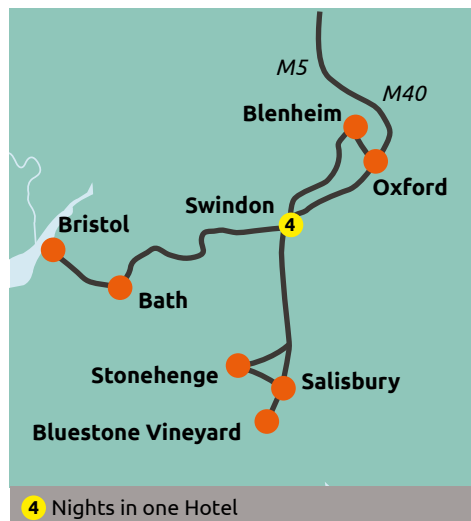 M5
M40
Blenheim
Oxford
Swindon
4
Bristol
Bath
Stonehenge
Salisbury
Bluestone Vineyard
4 Nights in one Hotel